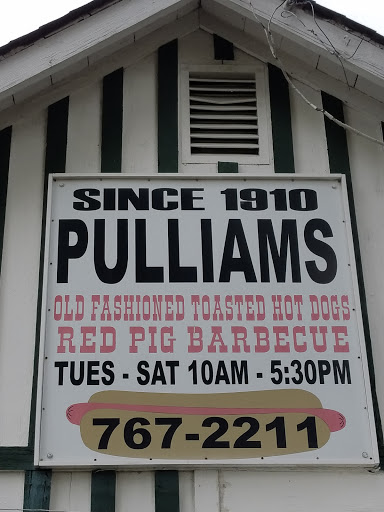 SINCE 1910
PULLIAMS
OLD FASHIONED TOASTED HOT DOGS
RED PIG BARBECUE
TUES - SAT 10AM - 5:30PM
767-2211